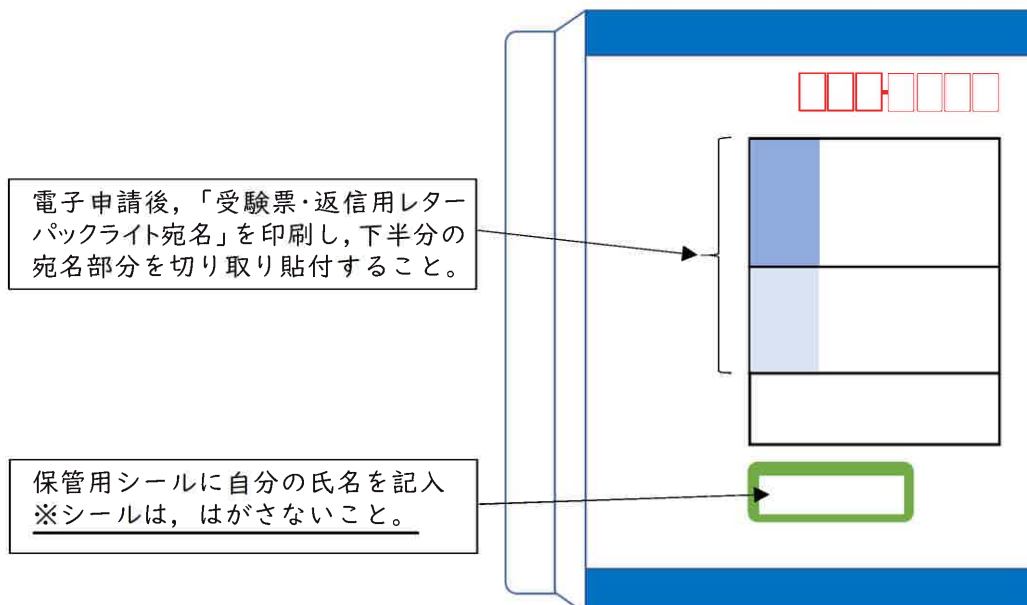 電子申請後，「受験票・返信用レター
パックライト宛名」を印刷し，下半分の
宛名部分を切り取り貼付すること。
保管用シールに自分の氏名を記入
※シールは，はがさないこと。